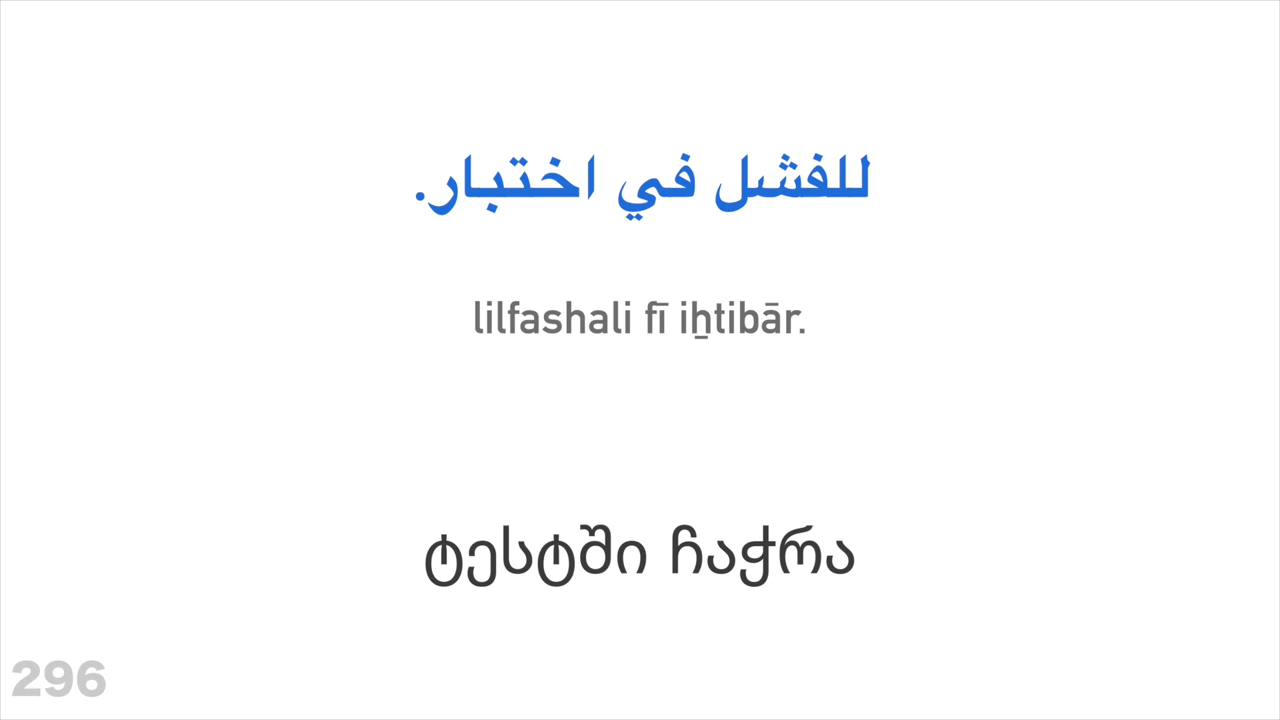 للفشل في اختبار.
lilfashali fī iẖtibār.
ტესტში ჩაჭრა
296